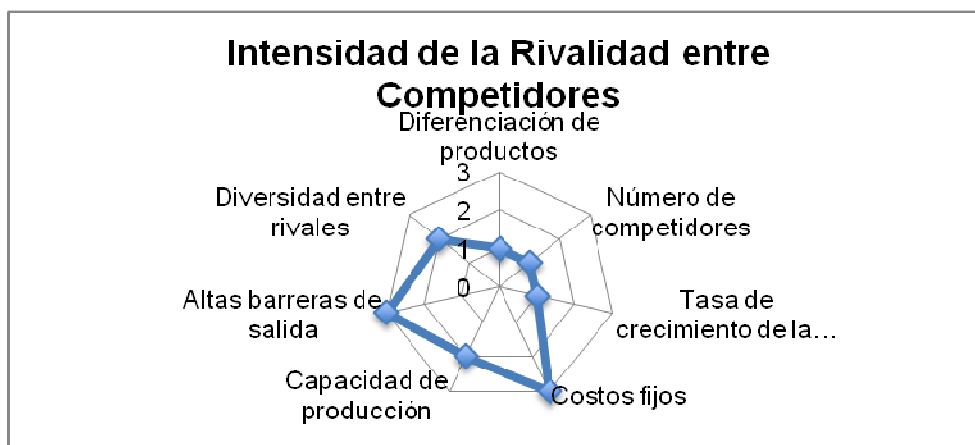 Intensidad de la Rivalidad entre
Competidores
Diferenciación de
productos
3
2
1
0
Número de
competidores
Tasa de
crecimiento de la…
Costos fijos
Capacidad de
producción
Altas barreras de
salida
Diversidad entre
rivales